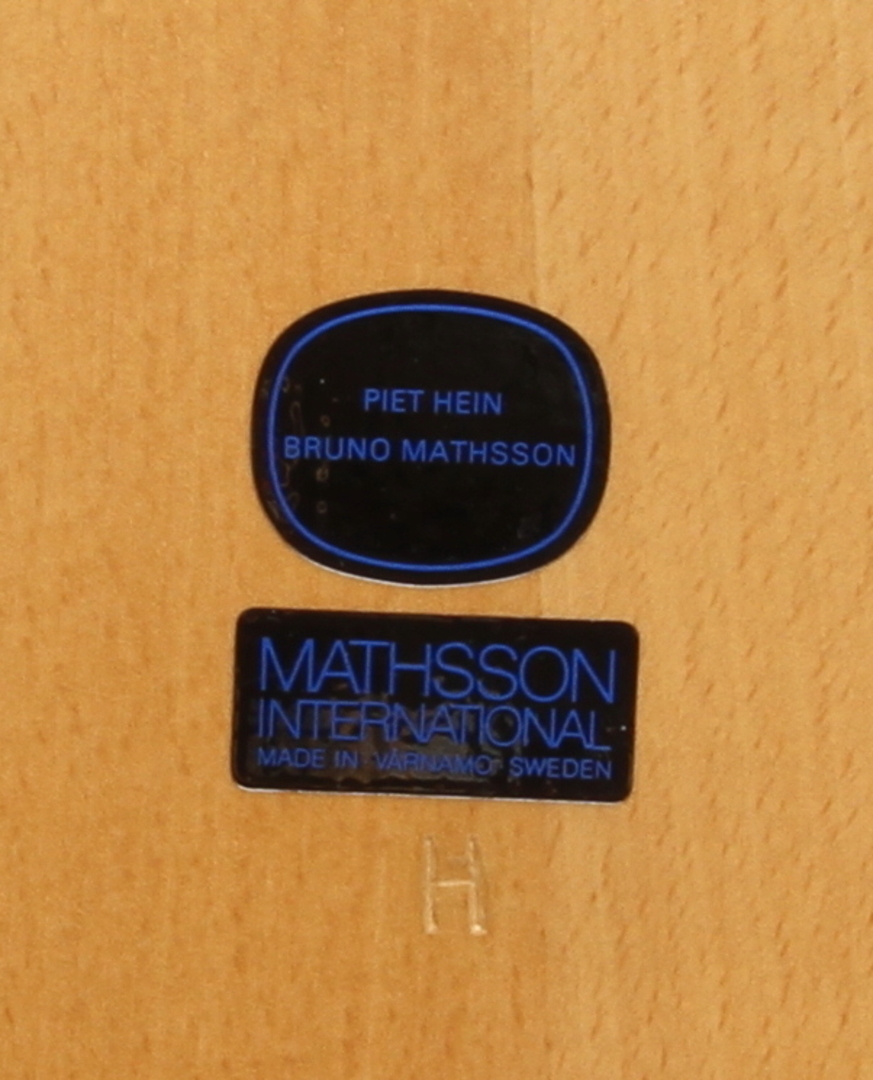 PIET HEIN
BRUNO MATHSSON
MATHSSON
INTERNATIONAL
MADE IN VÄRNAMO SWEDEN
H